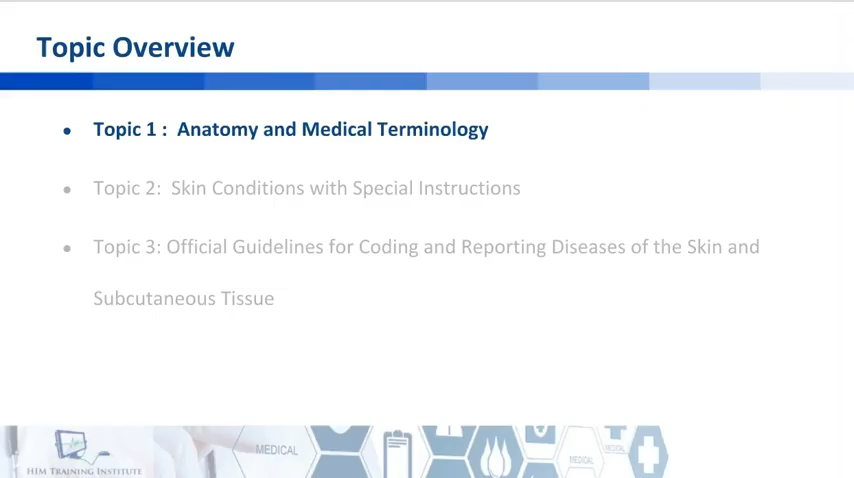 Topic Overview
• Topic 1 : Anatomy and Medical Terminology
• Topic 2: Skin Conditions with Special Instructions
• Topic 3: Official Guidelines for Coding and Reporting Diseases of the Skin and
Subcutaneous Tissue
MEDICAL
MEDICAL
MEDICAL
HIM TRAINING INSTITUTE